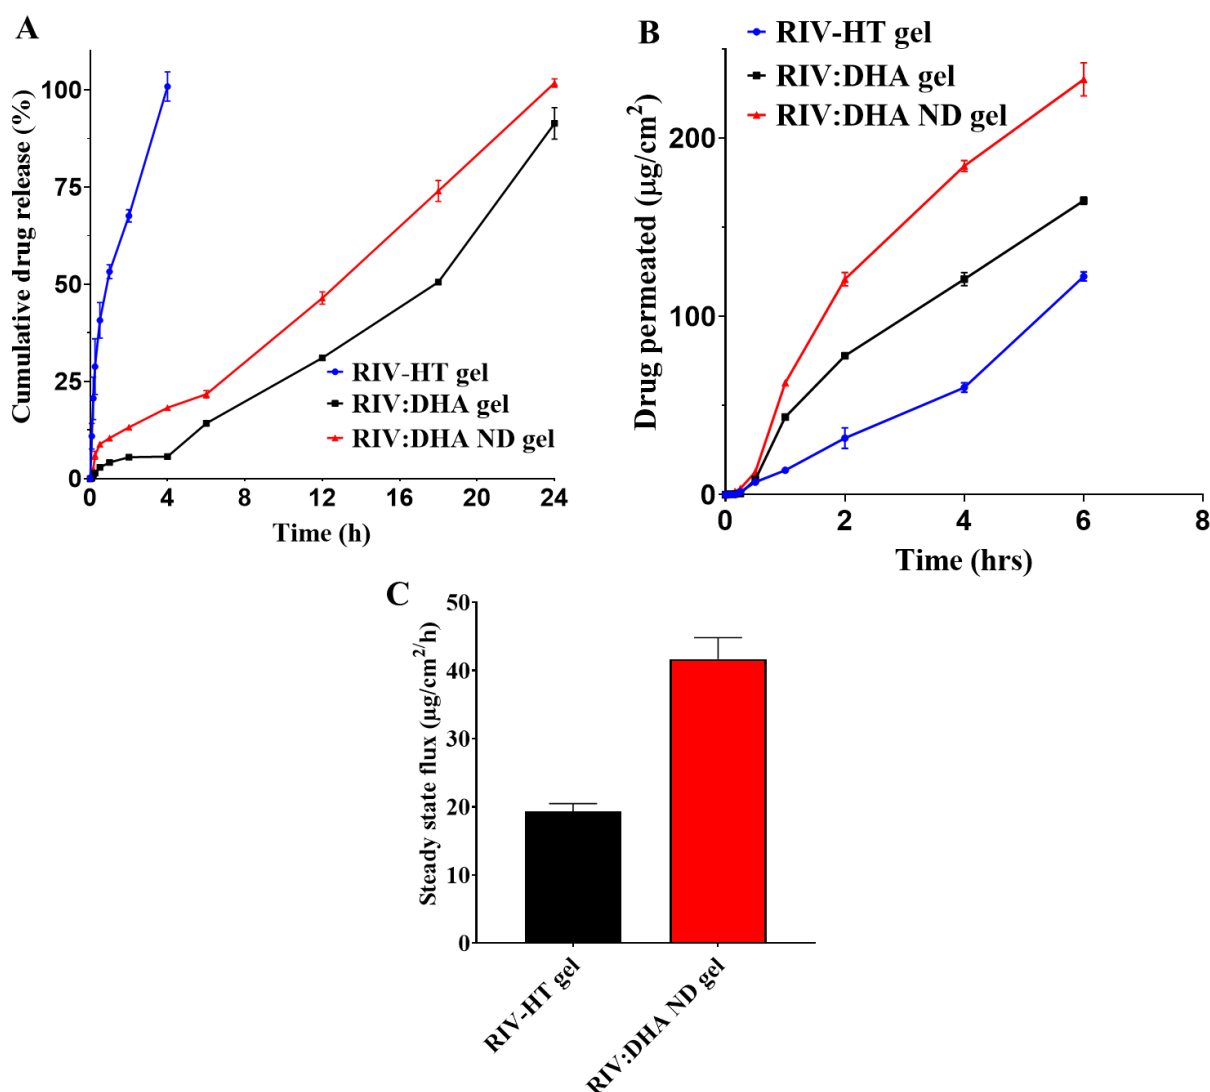 A
Cumulative drug release (%)
100
75
50
25
0
0
4
8
12
16
20
24
Time (h)
RIV-HT gel
RIV:DHA gel
RIV:DHA ND gel
B
RIV-HT gel
RIV:DHA gel
RIV:DHA ND gel
Drug permeated (µg/cm²)
200
100
0
0
2
4
6
8
Time (hrs)
C
Steady state flux (µg/cm²/h)
50
40
30
20
10
0
RIV-HT gel
RIV:DHA ND gel